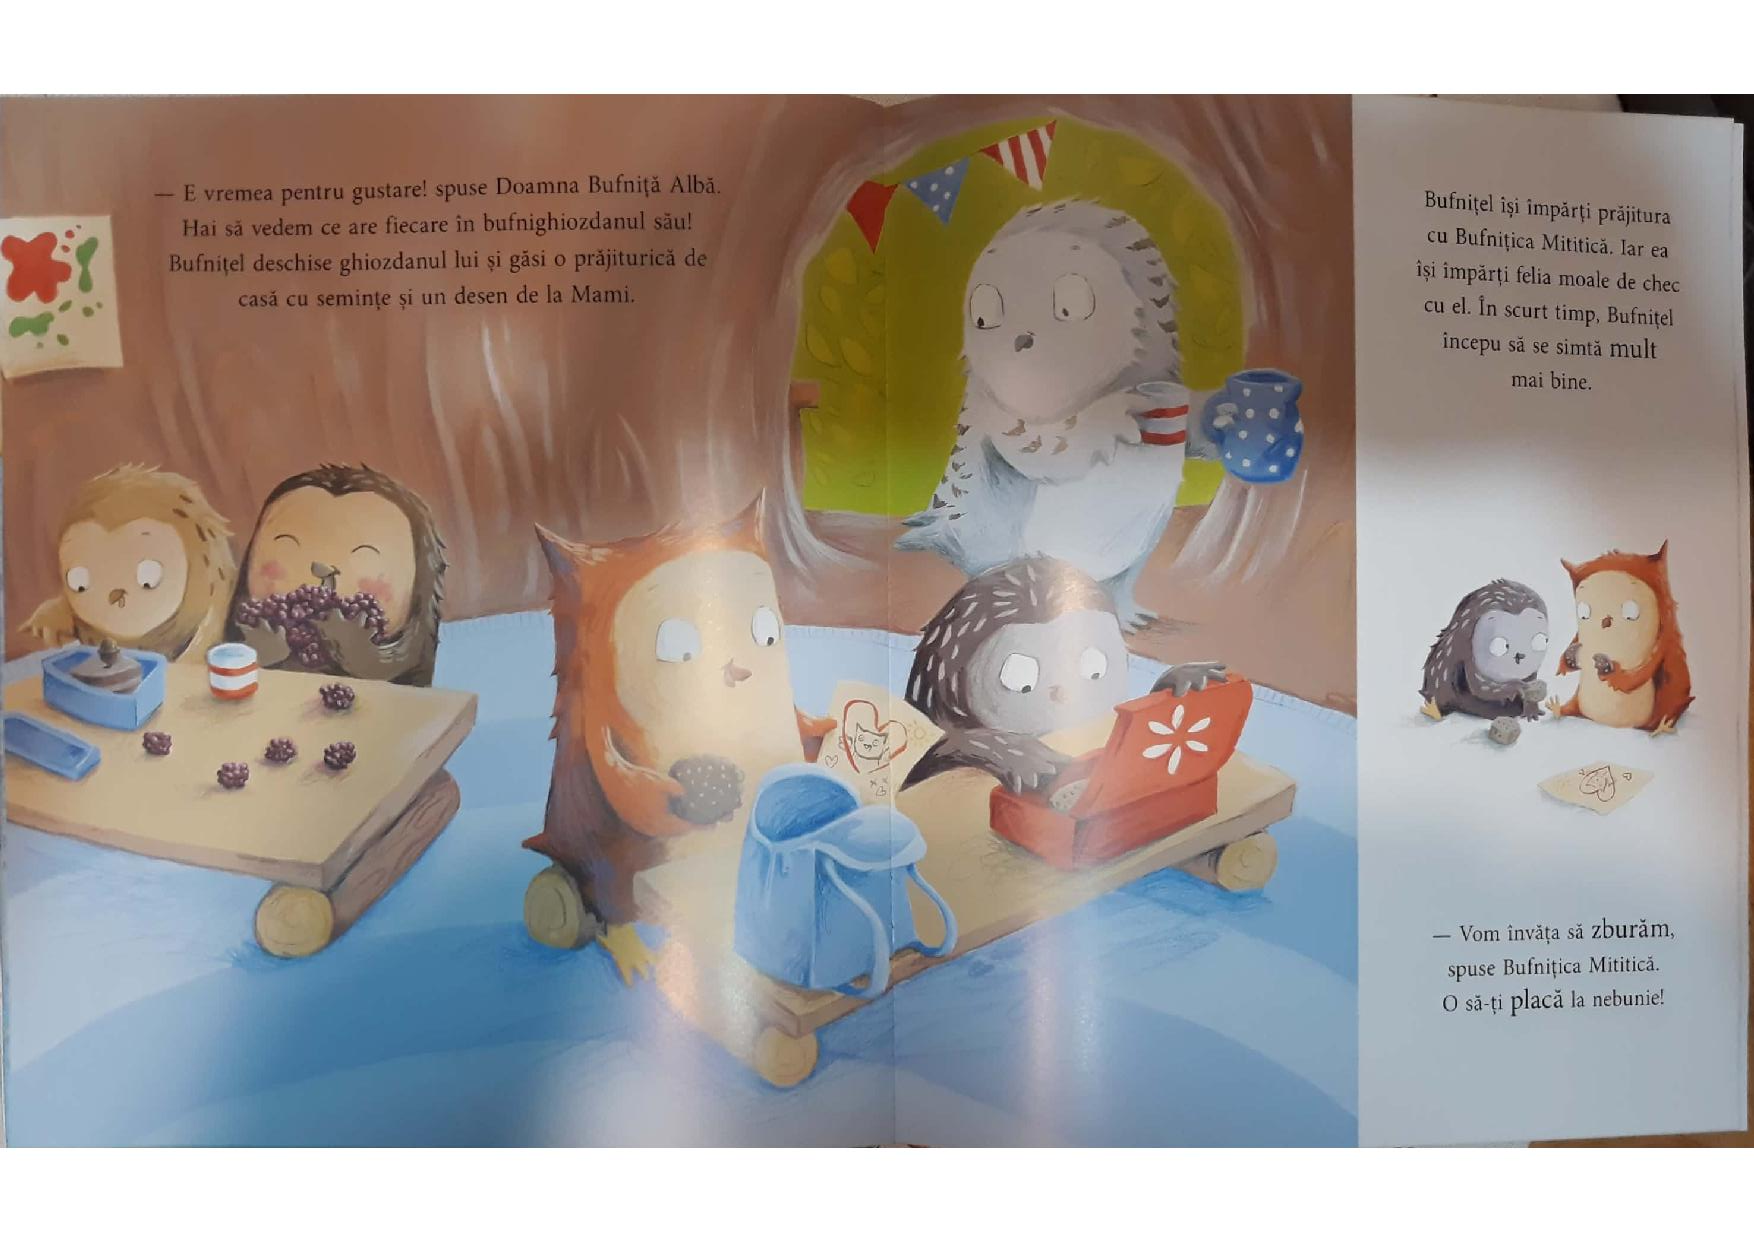 — E vremea pentru gustare! spuse Doamna Bufniță Albă.
Hai să vedem ce are fiecare în bufnighiozdanul său!
Bufnițel deschise ghiozdanul lui și găsi o prăjiturică de
casă cu semințe și un desen de la Mami.
Bufnițel își împărți prăjitura
cu Bufnițica Mititică. Iar ea
își împărți felia moale de chec
cu el. În scurt timp, Bufnițel
începu să se simtă mult
mai bine.
— Vom învăța să zburăm,
spuse Bufnițica Mititică.
O să-ți placă la nebunie!